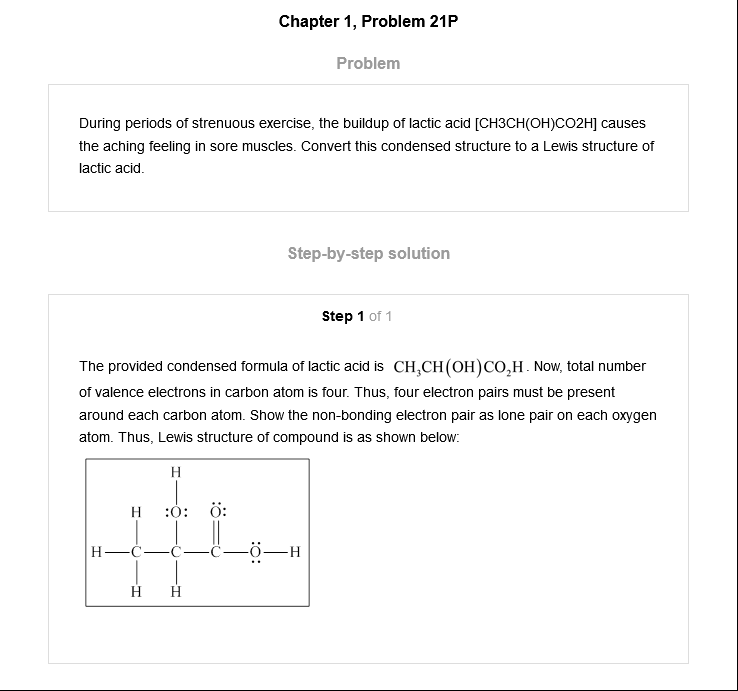 Chapter 1, Problem 21P
Problem
During periods of strenuous exercise, the buildup of lactic acid [CH3CH(OH)CO2H] causes
the aching feeling in sore muscles. Convert this condensed structure to a Lewis structure of
lactic acid.
Step-by-step solution
Step 1 of 1
The provided condensed formula of lactic acid is CH₃CH(OH)CO₂H. Now, total number
of valence electrons in carbon atom is four. Thus, four electron pairs must be present
around each carbon atom. Show the non-bonding electron pair as lone pair on each oxygen
atom. Thus, Lewis structure of compound is as shown below:
H
H :O: Ö:
H—C—C—C—Ö—H
H H